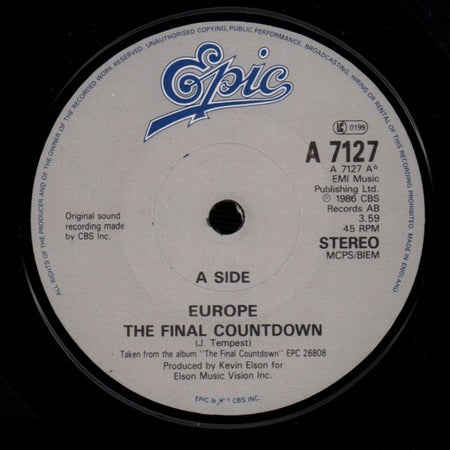 ALL RIGHTS OF THE PRODUCER AND OF THE OWNER OF THE RECORDED WORK RESERVED. UNAUTHORISED COPYING, PUBLIC PERFORMANCE, BROADCASTING, HIRING OR RENTAL OF THIS RECORDING PROHIBITED. MADE IN ENGLAND.
Epic
LC 0199
A 7127
A 7127 A*
EMI Music
Publishing Ltd.
℗ 1986 CBS
Records AB
3.59
45 RPM
STEREO
MCPS/BIEM
Original sound
recording made
by CBS Inc.
A SIDE
EUROPE
THE FINAL COUNTDOWN
(J. Tempest)
Taken from the album "The Final Countdown" EPC 26808
Produced by Kevin Elson for
Elson Music Vision Inc.
EPIC & CBS INC.